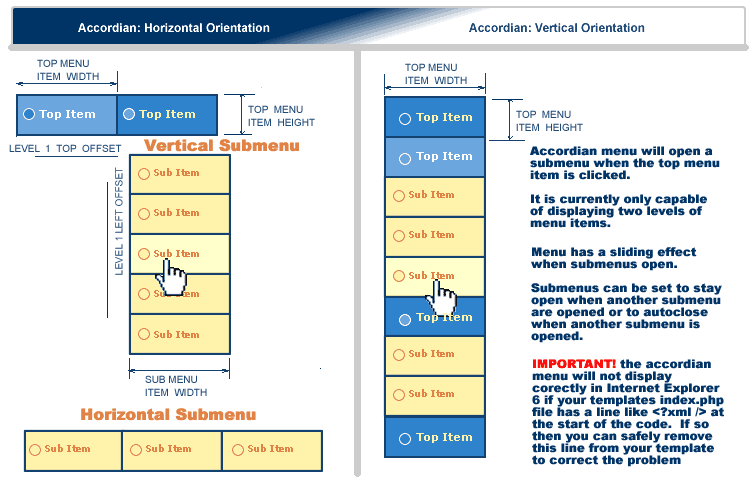 Accordian: Horizontal Orientation
Accordian: Vertical Orientation
TOP MENU
ITEM WIDTH
Top Item
Top Item
TOP MENU
ITEM HEIGHT
Vertical Submenu
LEVEL 1 TOP OFFSET
LEVEL 1 LEFT OFFSET
Sub Item
Sub Item
Sub Item
Sub Item
Sub Item
SUB MENU
ITEM WIDTH
Horizontal Submenu
Sub Item
Sub Item
Sub Item
TOP MENU
ITEM WIDTH
Top Item
TOP MENU
ITEM HEIGHT
Top Item
Sub Item
Sub Item
Sub Item
Top Item
Sub Item
Sub Item
Top Item
Accordian menu will open a
submenu when the top menu
item is clicked.
It is currently only capable
of displaying two levels of
menu items.
Menu has a sliding effect
when submenus open.
Submenus can be set to stay
open when another submenu
are opened or to autoclose
when another submenu is
opened.
IMPORTANT! the accordian
menu will not display
corectly in Internet Explorer
6 if your templates index.php
file has a line like <?xml /> at
the start of the code. If so
then you can safely remove
this line from your template
to correct the problem